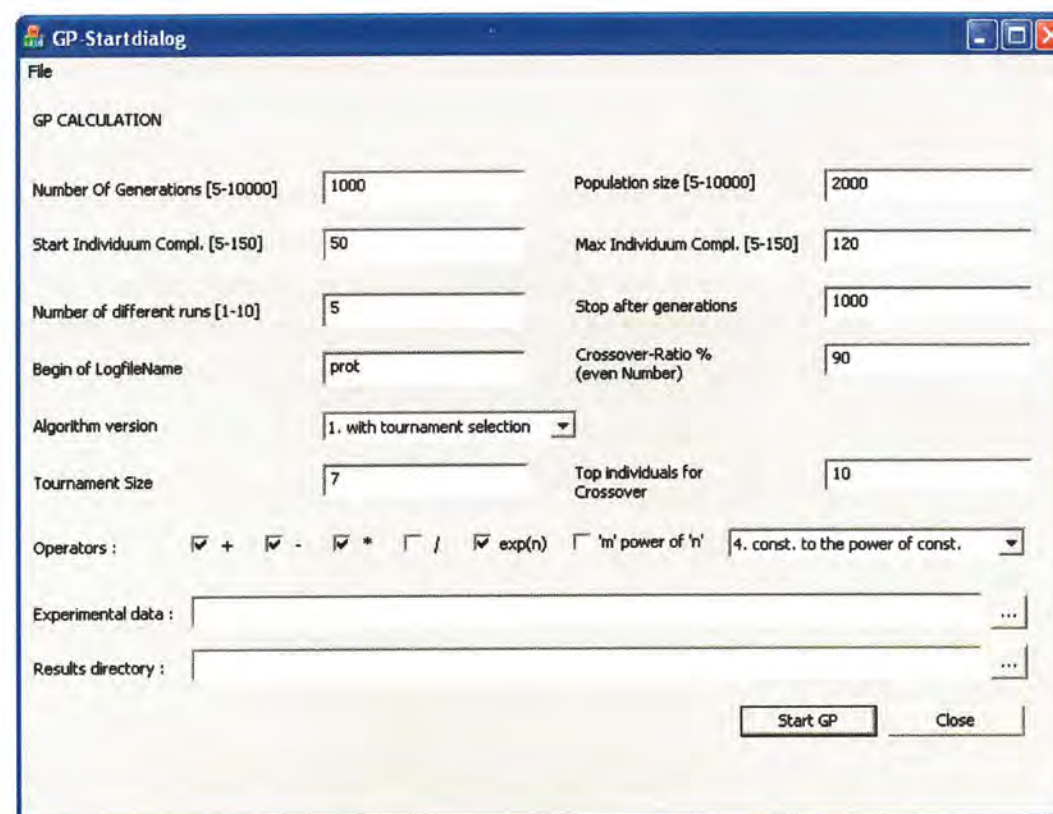 GP-Startdialog
File
GP CALCULATION
Number Of Generations [5-10000] 1000 Population size [5-10000] 2000
Start Individuum Compl. [5-150] 50 Max Individuum Compl. [5-150] 120
Number of different runs [1-10] 5 Stop after generations 1000
Begin of LogfileName prot Crossover-Ratio %
(even Number) 90
Algorithm version 1. with tournament selection
Tournament Size 7 Top individuals for
Crossover 10
Operators : + - * / exp(n) 'm' power of 'n' 4. const. to the power of const.
Experimental data : ...
Results directory : ...
Start GP Close